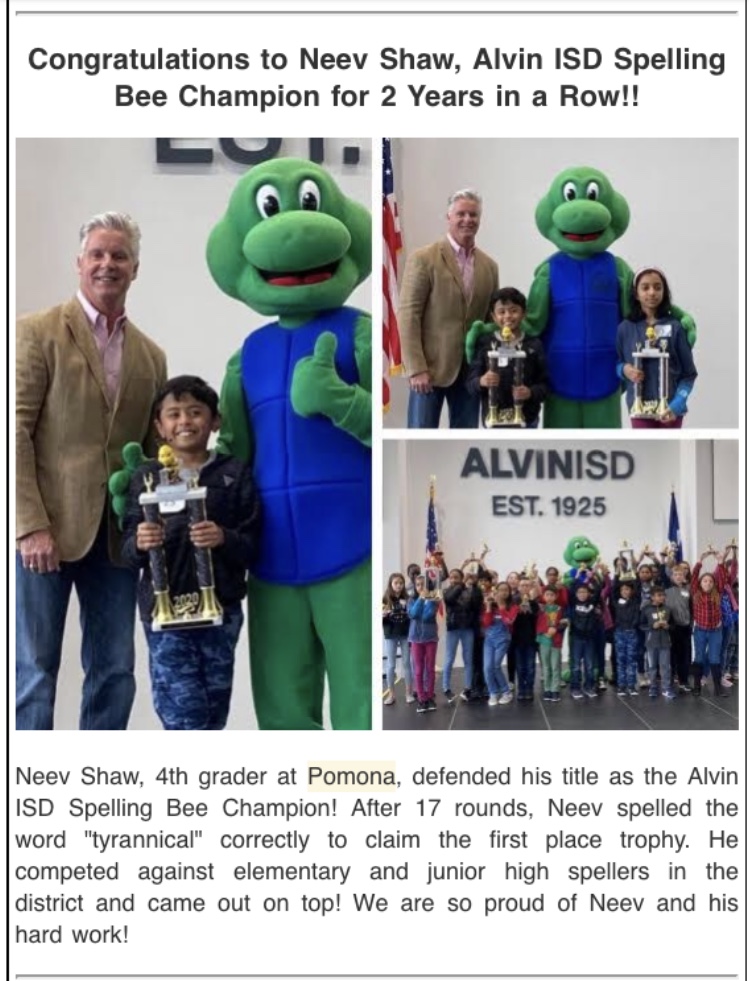 Congratulations to Neev Shaw, Alvin ISD Spelling
Bee Champion for 2 Years in a Row!!
EST.
2020
ALVINISD
EST. 1925
Neev Shaw, 4th grader at Pomona, defended his title as the Alvin
ISD Spelling Bee Champion! After 17 rounds, Neev spelled the
word "tyrannical" correctly to claim the first place trophy. He
competed against elementary and junior high spellers in the
district and came out on top! We are so proud of Neev and his
hard work!